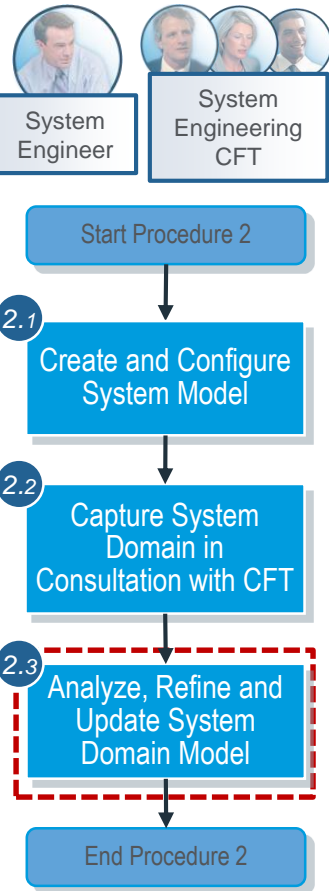 System
Engineer
System
Engineering
CFT
Start Procedure 2
2.1
Create and Configure
System Model
2.2
Capture System
Domain in
Consultation with CFT
2.3
Analyze, Refine and
Update System
Domain Model
End Procedure 2